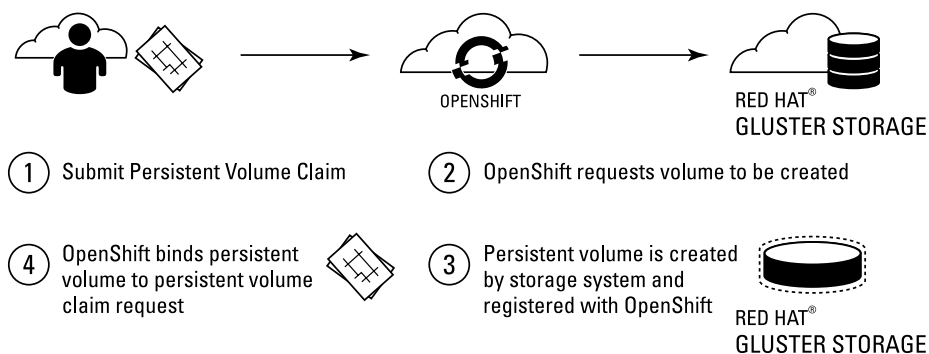 OPENSHIFT
RED HAT®
GLUSTER STORAGE
1 Submit Persistent Volume Claim
2 OpenShift requests volume to be created
4 OpenShift binds persistent
volume to persistent volume
claim request
3 Persistent volume is created
by storage system and
registered with OpenShift
RED HAT®
GLUSTER STORAGE